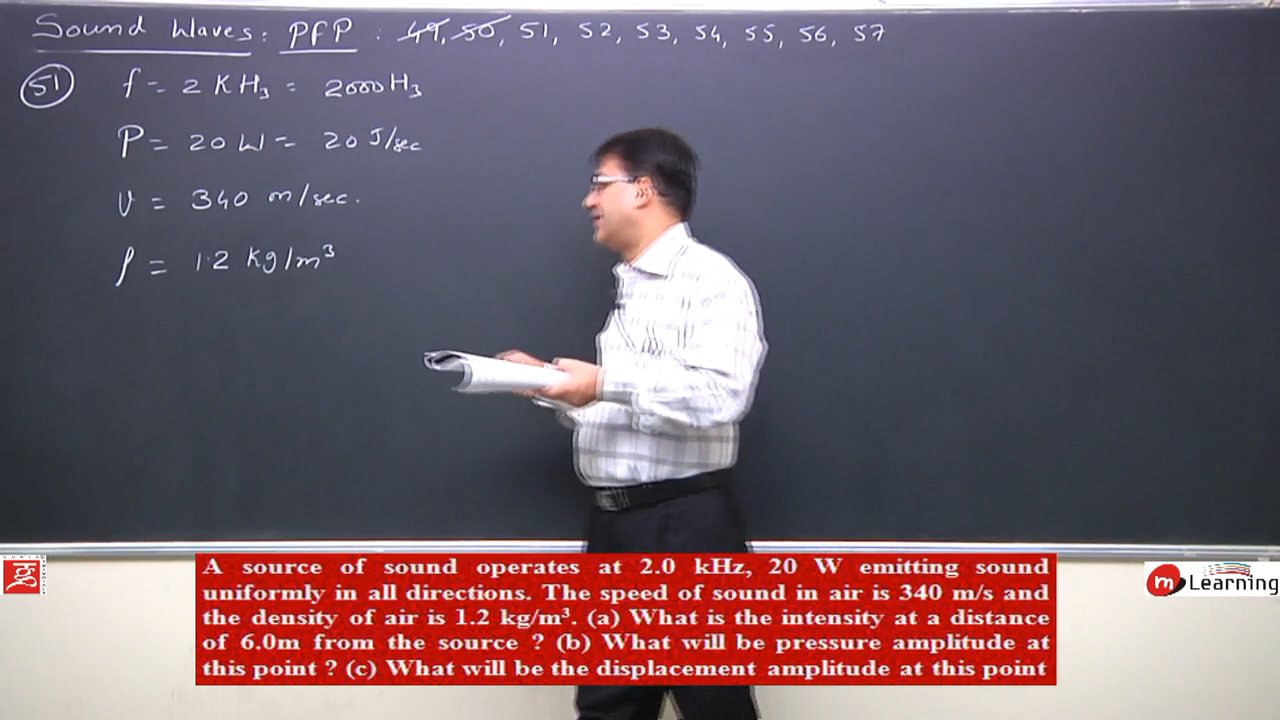 Sound Waves: PfP : 49, 50, 51, 52, 53, 54, 55, 56, 57
51 f = 2 KHz = 2000Hz
P = 20 W = 20 J/sec
v = 340 m/sec.
ρ = 1.2 kg/m³
A source of sound operates at 2.0 kHz, 20 W emitting sound
uniformly in all directions. The speed of sound in air is 340 m/s and
the density of air is 1.2 kg/m³. (a) What is the intensity at a distance
of 6.0m from the source ? (b) What will be pressure amplitude at
this point ? (c) What will be the displacement amplitude at this point
m Learning